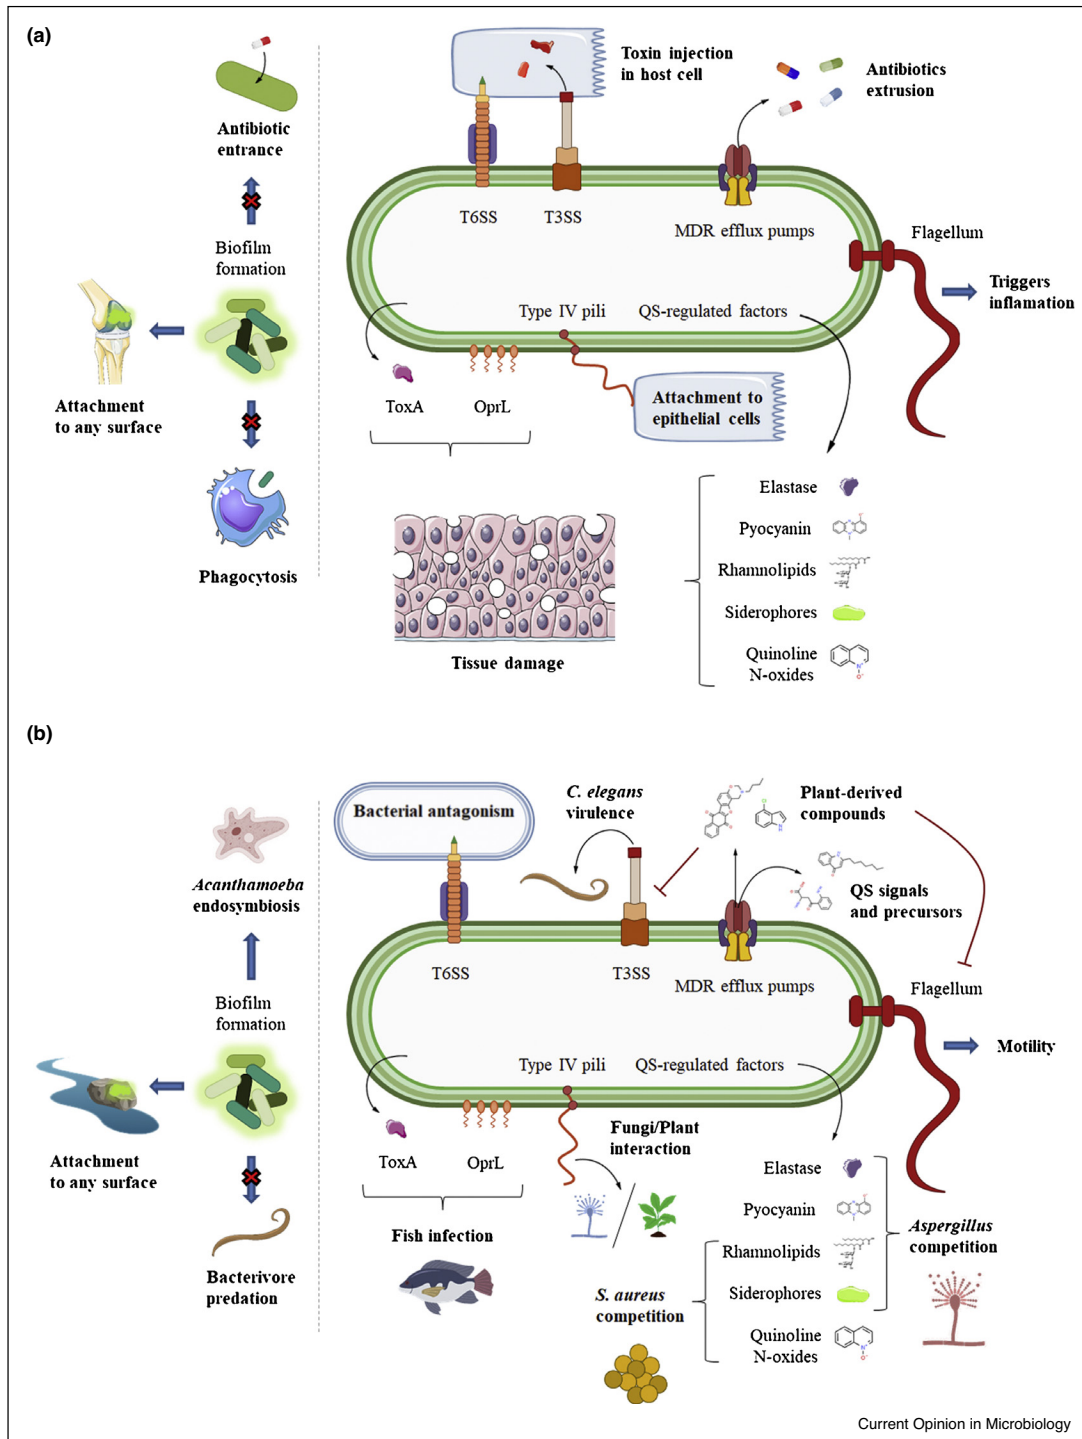 (a)
Antibiotic
entrance
Biofilm
formation
Attachment
to any surface
Phagocytosis
Toxin injection
in host cell
Antibiotics
extrusion
T6SS
T3SS
MDR efflux pumps
Flagellum
Triggers
inflamation
Type IV pili
QS-regulated factors
ToxA
OprL
Attachment to
epithelial cells
Tissue damage
Elastase
Pyocyanin
Rhamnolipids
Siderophores
Quinoline
N-oxides
(b)
Acanthamoeba
endosymbiosis
Biofilm
formation
Attachment
to any surface
Bacterivore
predation
Bacterial antagonism
C. elegans
virulence
Plant-derived
compounds
QS signals
and precursors
T6SS
T3SS
MDR efflux pumps
Flagellum
Motility
Type IV pili
QS-regulated factors
ToxA
OprL
Fungi/Plant
interaction
Fish infection
Elastase
Pyocyanin
Rhamnolipids
Siderophores
Quinoline
N-oxides
Aspergillus
competition
S. aureus
competition
Current Opinion in Microbiology